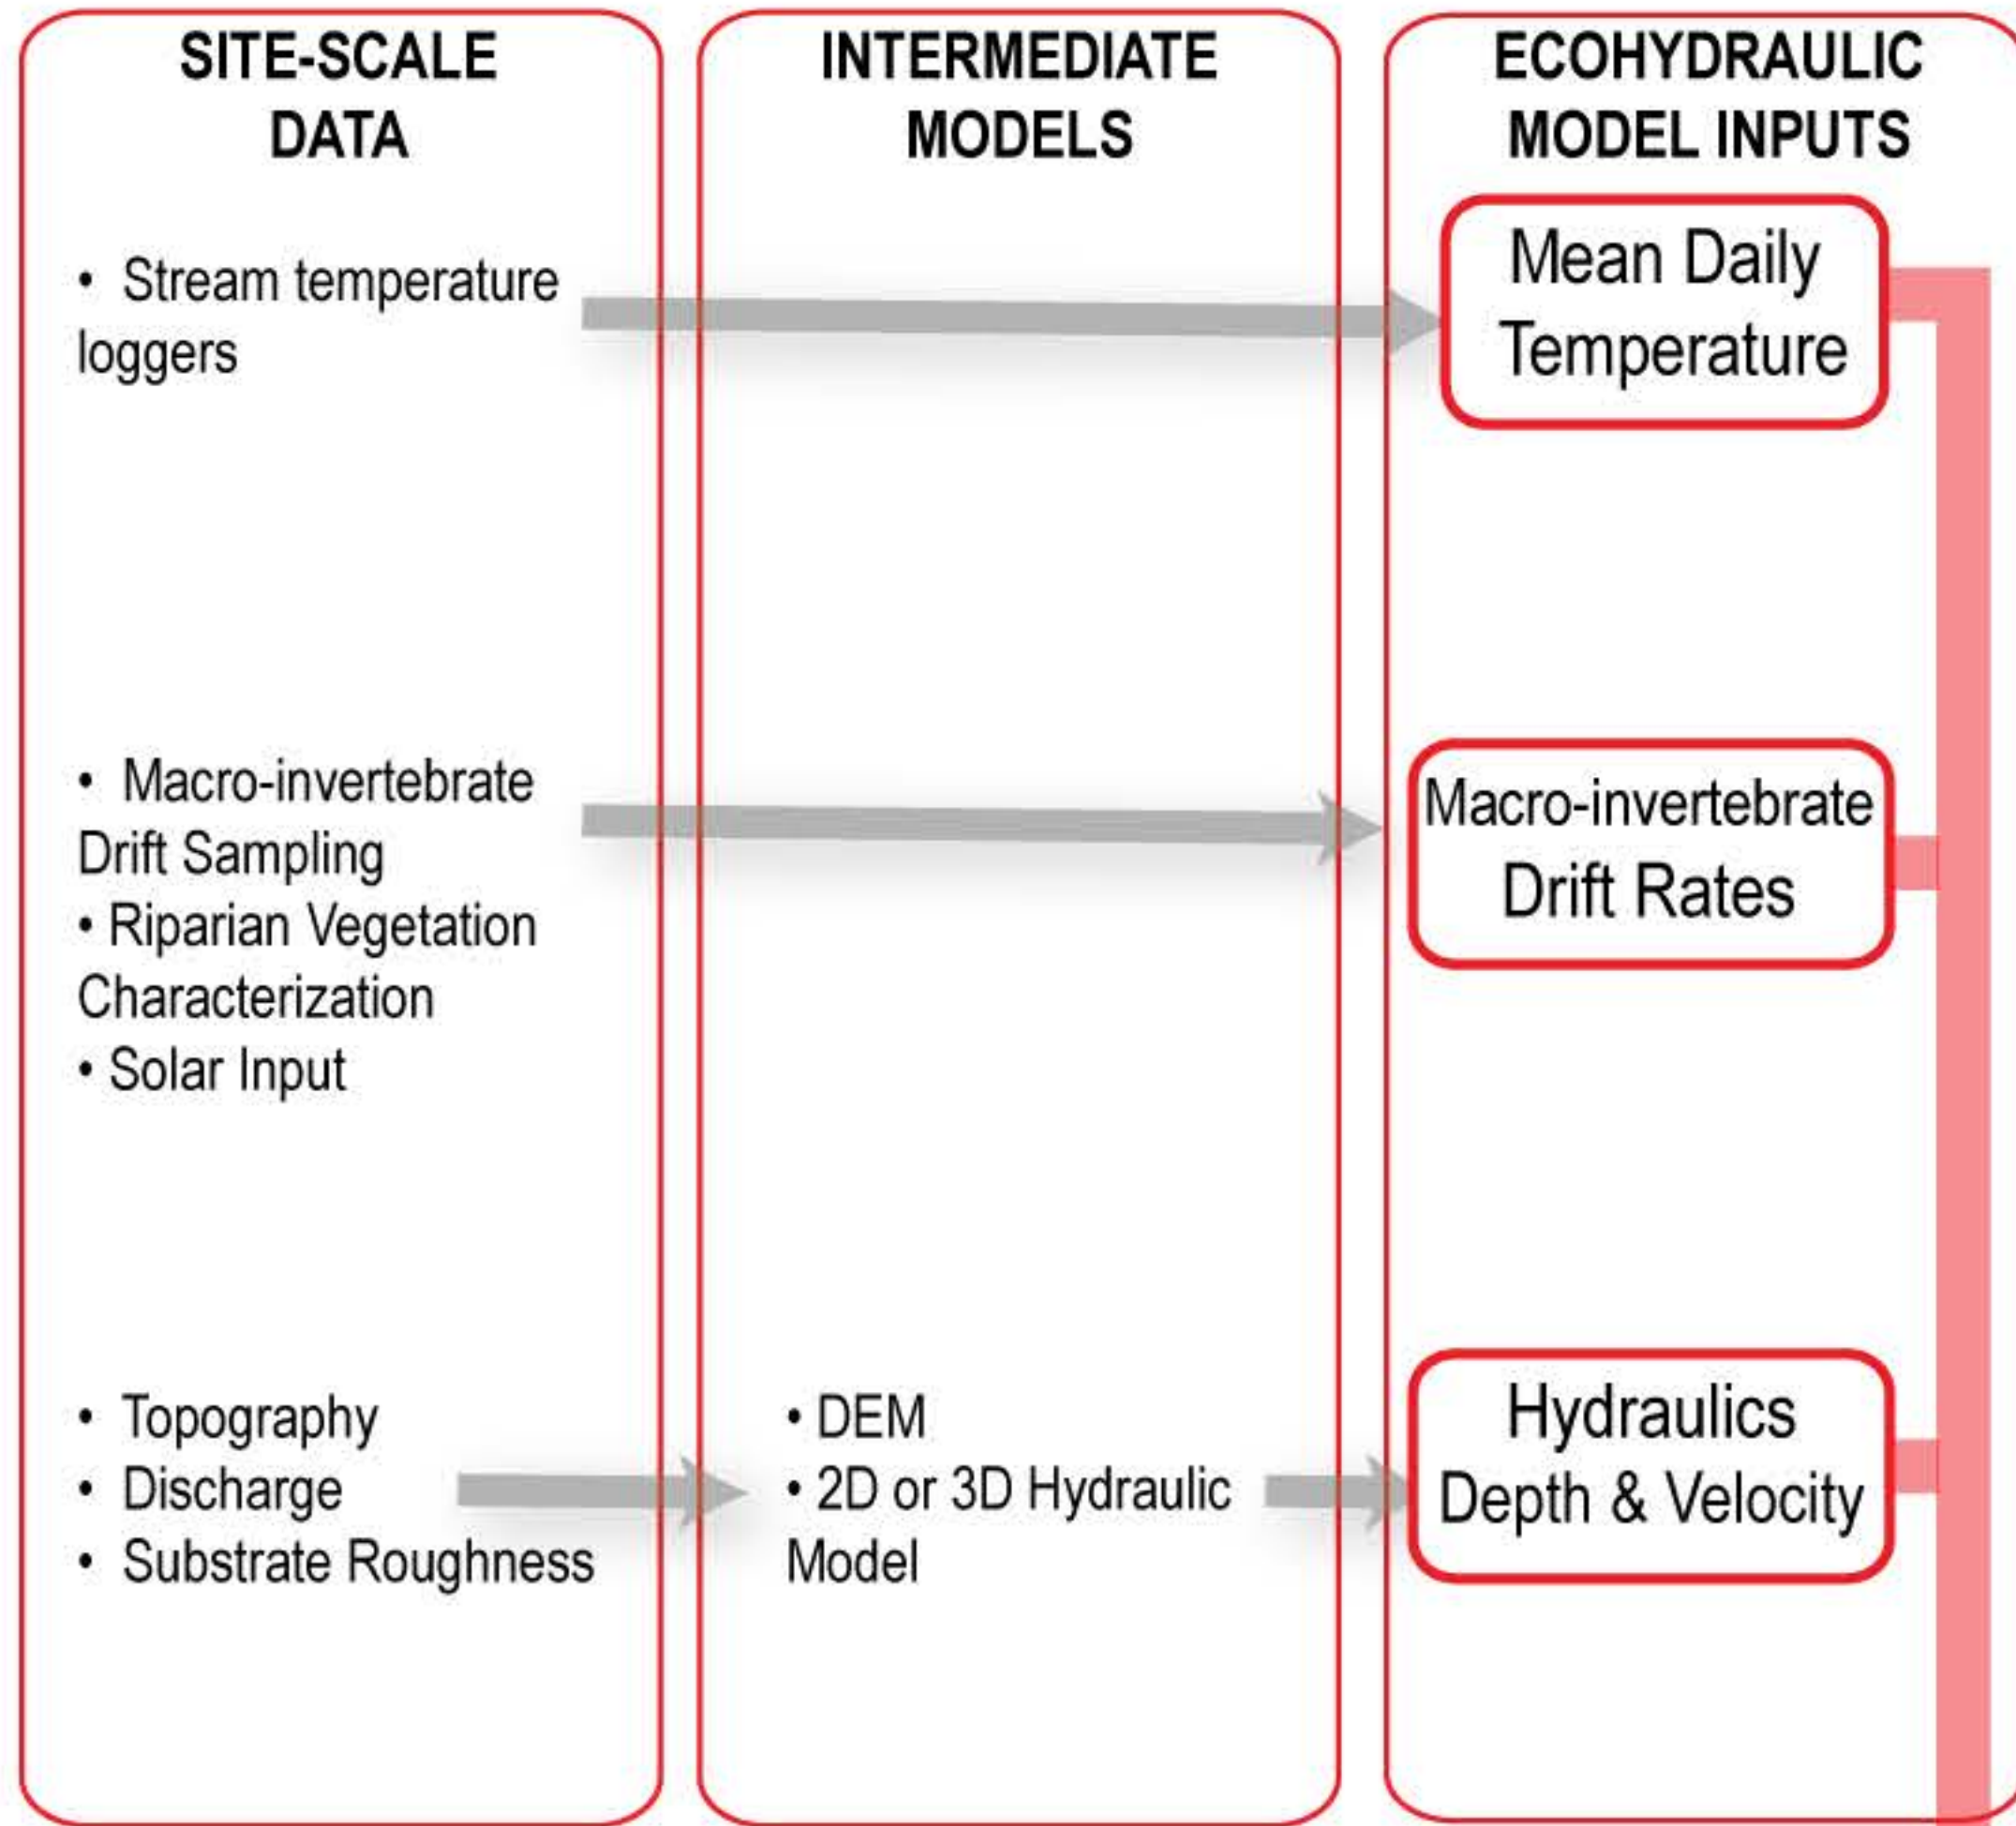 SITE-SCALE
DATA
• Stream temperature
loggers
• Macro-invertebrate
Drift Sampling
• Riparian Vegetation
Characterization
• Solar Input
• Topography
• Discharge
• Substrate Roughness
INTERMEDIATE
MODELS
• DEM
• 2D or 3D Hydraulic
Model
ECOHYDRAULIC
MODEL INPUTS
Mean Daily
Temperature
Macro-invertebrate
Drift Rates
Hydraulics
Depth & Velocity